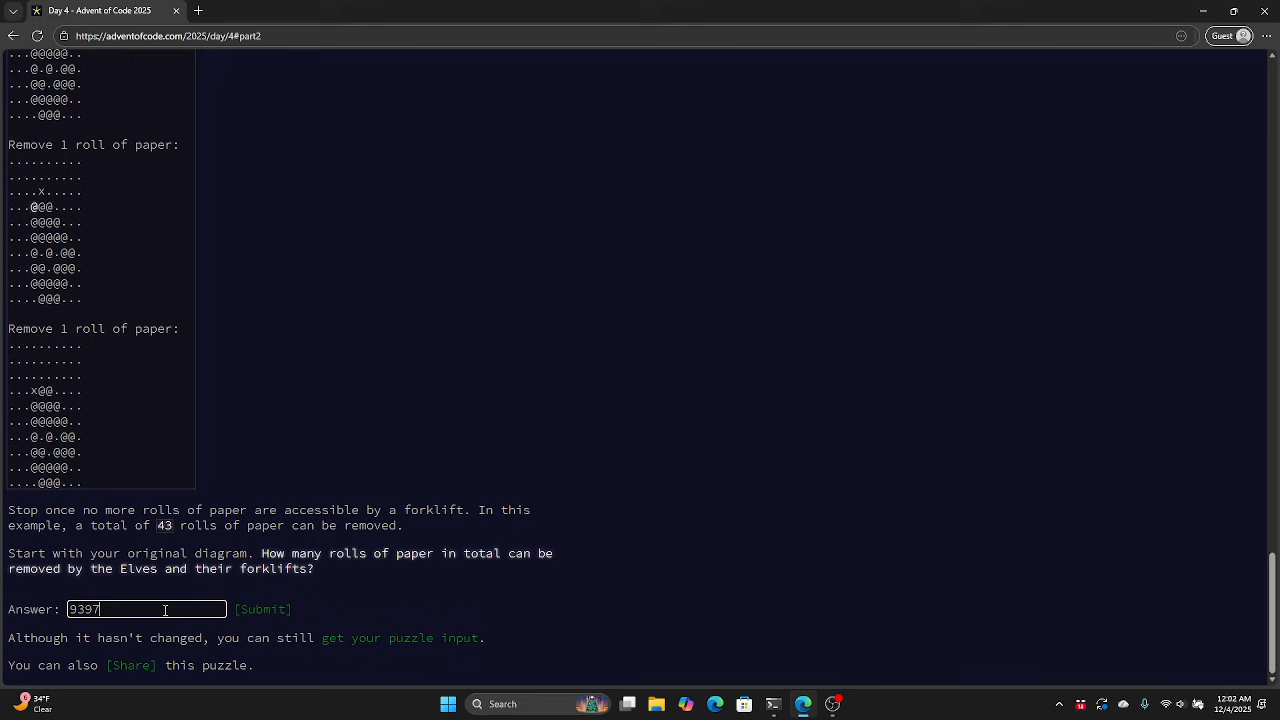 Day 4 - Advent of Code 2025
https://adventofcode.com/2025/day/4#part2
Guest
...@@@@@..
...@.@.@@.
...@@.@@@.
...@@@@@..
....@@@...
Remove 1 roll of paper:
..........
..........
....x.....
...@@@....
...@@@@...
...@@@@@..
...@.@.@@.
...@@.@@@.
...@@@@@..
....@@@...
Remove 1 roll of paper:
..........
..........
..........
...x@@....
...@@@@...
...@@@@@..
...@.@.@@.
...@@.@@@.
...@@@@@..
....@@@...
Stop once no more rolls of paper are accessible by a forklift. In this
example, a total of 43 rolls of paper can be removed.
Start with your original diagram. How many rolls of paper in total can be
removed by the Elves and their forklifts?
Answer: 9397 [Submit]
Although it hasn't changed, you can still get your puzzle input.
You can also [Share] this puzzle.
6
34°F
Clear
Search
12:02 AM
12/4/2025